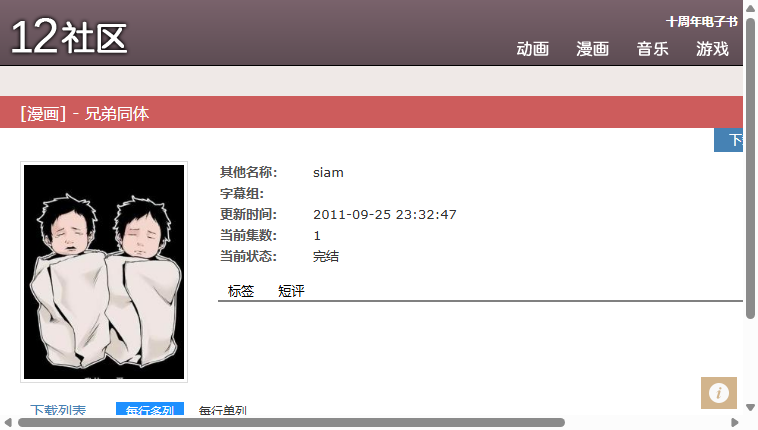 12社区
十周年电子书
动画 漫画 音乐 游戏
[漫画] - 兄弟同体
其他名称: siam
字幕组:
更新时间: 2011-09-25 23:32:47
当前集数: 1
当前状态: 完结
标签 短评
下载列表 每行多列 每行单列